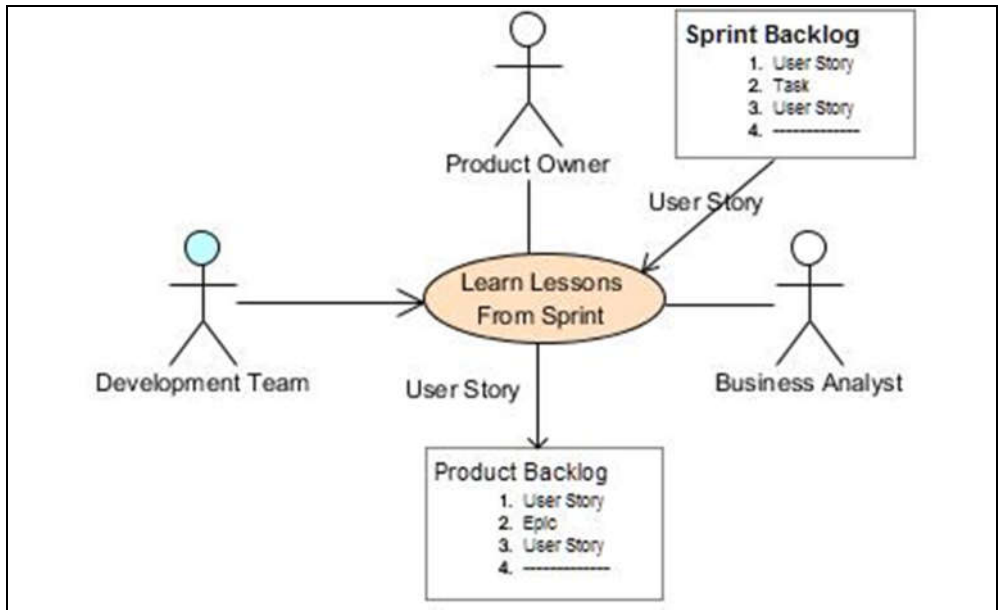 Product Owner
Sprint Backlog
1. User Story
2. Task
3. User Story
4. -------------
User Story
Learn Lessons
From Sprint
Development Team
Business Analyst
User Story
Product Backlog
1. User Story
2. Epic
3. User Story
4. -------------